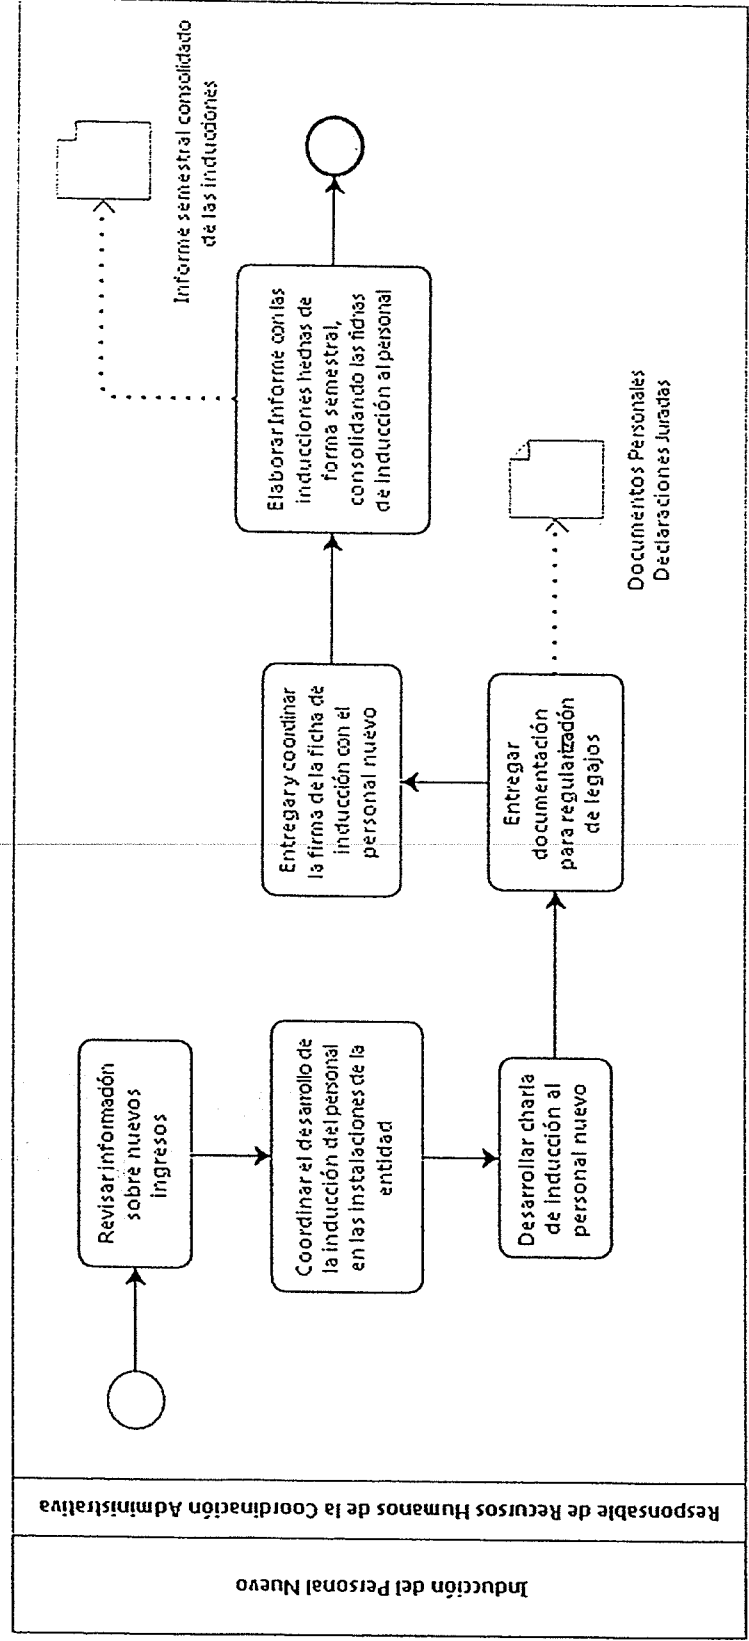 Inducción del Personal Nuevo
Responsable de Recursos Humanos de la Coordinación Administrativa
Revisar información
sobre nuevos
ingresos
Coordinar el desarrollo de
la inducción del personal
en las instalaciones de la
entidad
Desarrollar charla
de inducción al
personal nuevo
Entregar
documentación
para regularización
de legajos
Documentos Personales
Declaraciones Juradas
Entregar y coordinar
la firma de la ficha de
inducción con el
personal nuevo
Elaborar Informe con las
inducciones hechas de
forma semestral,
consolidando las fichas
de inducción al personal
Informe semestral consolidado
de las inducciones